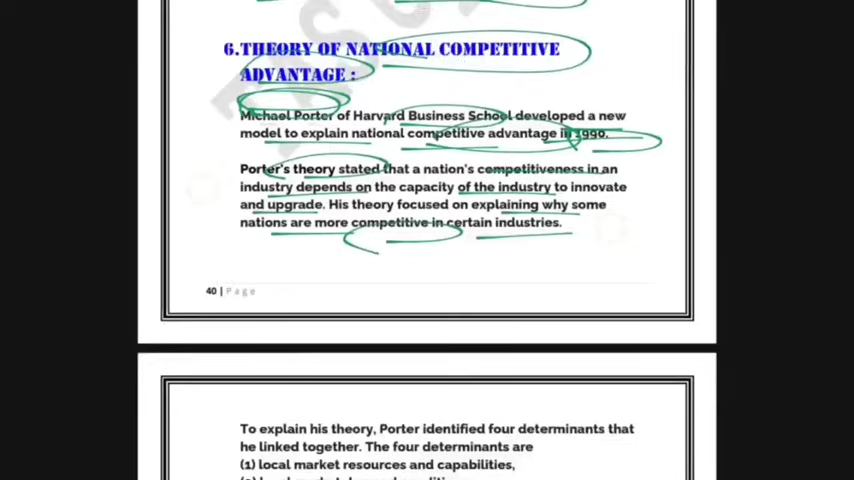 6.THEORY OF NATIONAL COMPETITIVE
ADVANTAGE :
Michael Porter of Harvard Business School developed a new
model to explain national competitive advantage in 1990.
Porter's theory stated that a nation's competitiveness in an
industry depends on the capacity of the industry to innovate
and upgrade. His theory focused on explaining why some
nations are more competitive in certain industries.
40 | Page
To explain his theory, Porter identified four determinants that
he linked together. The four determinants are
(1) local market resources and capabilities,